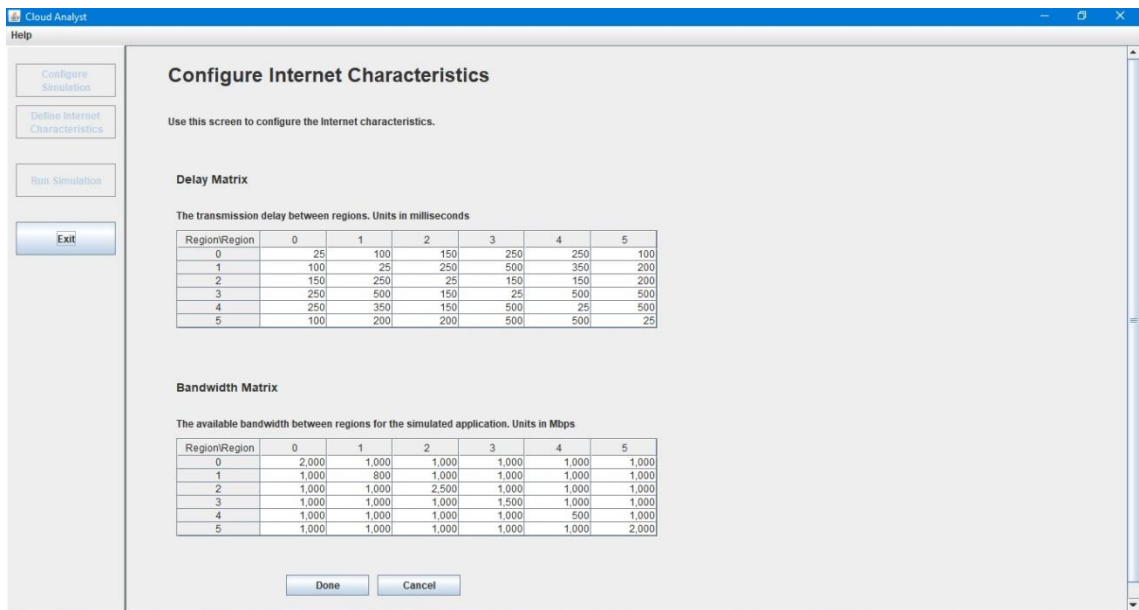 Cloud Analyst
Help
Configure
Simulation
Define Internet
Characteristics
Run Simulation
Exit
Configure Internet Characteristics
Use this screen to configure the Internet characteristics.
Delay Matrix
The transmission delay between regions. Units in milliseconds
Region\Region 0 1 2 3 4 5
0 25 100 150 250 250 100
1 100 25 250 500 350 200
2 150 250 25 150 150 200
3 250 500 150 25 500 500
4 250 350 150 500 25 500
5 100 200 200 500 500 25
Bandwidth Matrix
The available bandwidth between regions for the simulated application. Units in Mbps
Region\Region 0 1 2 3 4 5
0 2,000 1,000 1,000 1,000 1,000 1,000
1 1,000 800 1,000 1,000 1,000 1,000
2 1,000 1,000 2,500 1,000 1,000 1,000
3 1,000 1,000 1,000 1,500 1,000 1,000
4 1,000 1,000 1,000 1,000 500 1,000
5 1,000 1,000 1,000 1,000 1,000 2,000
Done Cancel